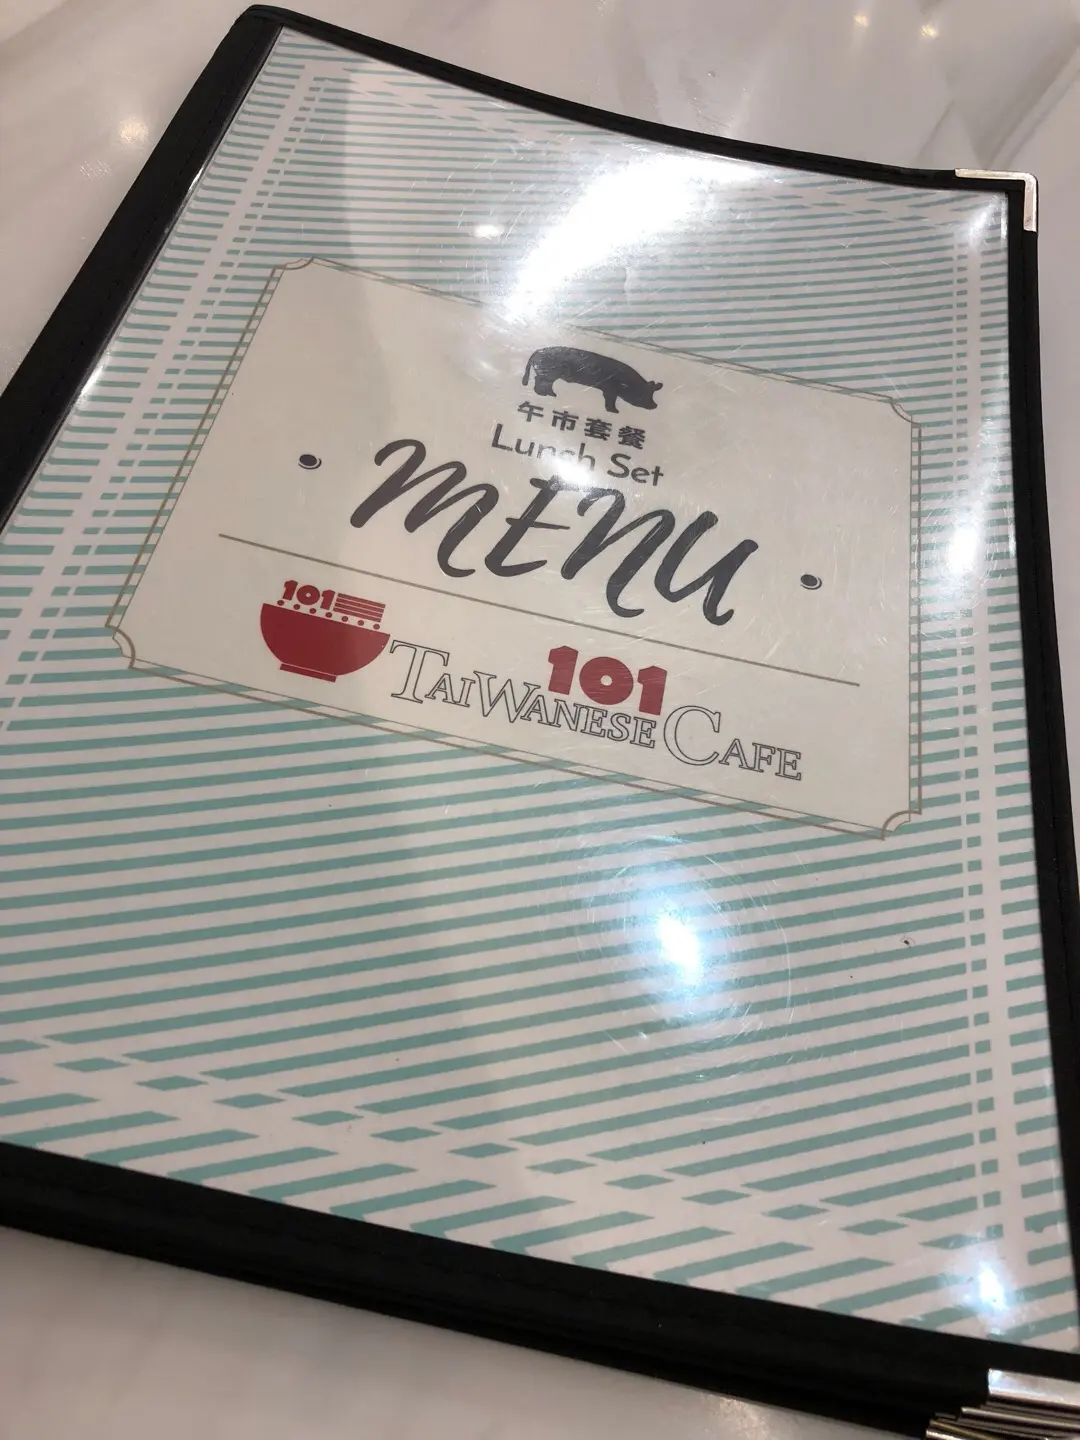 午市套餐
Lunch Set
MENU
101
101
TAIWANESE CAFE